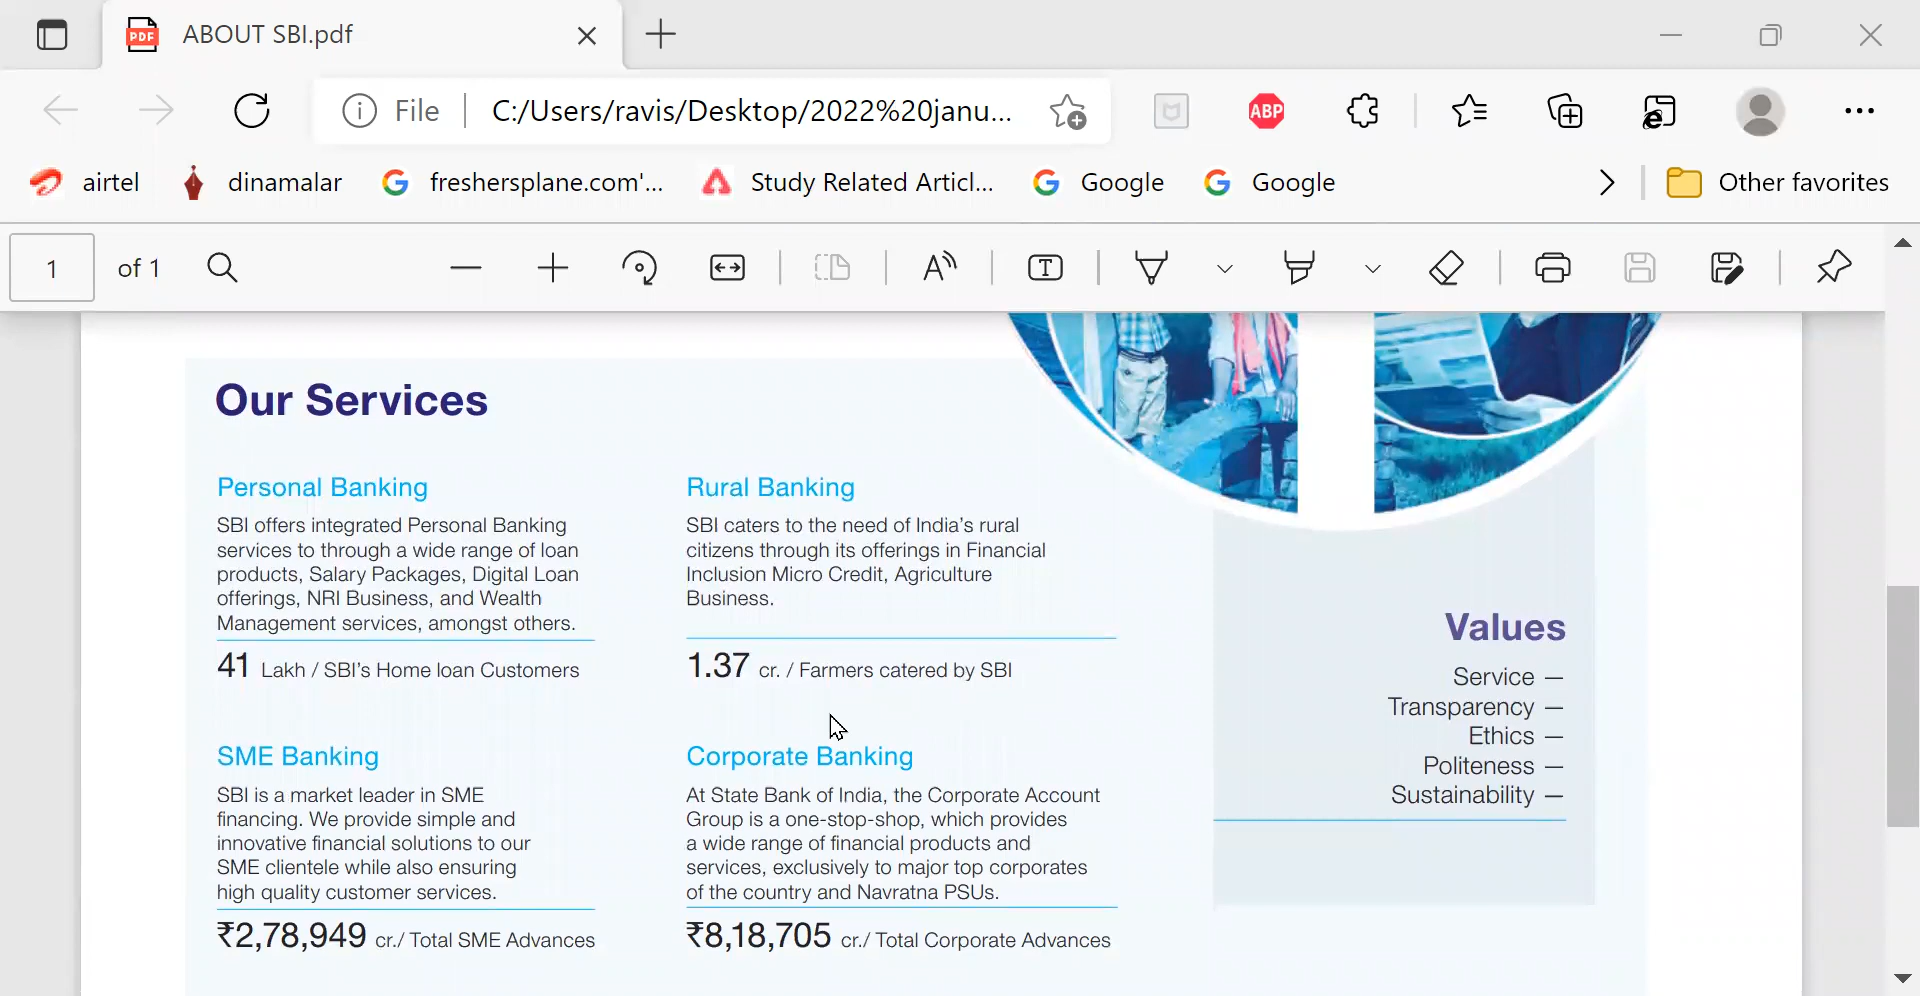 ABOUT SBI.pdf
File
C:/Users/ravis/Desktop/2022%20janu...
ABP
airtel
dinamalar
freshersplane.com'...
Study Related Articl...
Google
Google
Other favorites
1
of 1
Our Services
Personal Banking
SBI offers integrated Personal Banking
services to through a wide range of loan
products, Salary Packages, Digital Loan
offerings, NRI Business, and Wealth
Management services, amongst others.
41 Lakh / SBI's Home loan Customers
Rural Banking
SBI caters to the need of India's rural
citizens through its offerings in Financial
Inclusion Micro Credit, Agriculture
Business.
1.37 cr. / Farmers catered by SBI
SME Banking
SBI is a market leader in SME
financing. We provide simple and
innovative financial solutions to our
SME clientele while also ensuring
high quality customer services.
₹2,78,949 cr./ Total SME Advances
Corporate Banking
At State Bank of India, the Corporate Account
Group is a one-stop-shop, which provides
a wide range of financial products and
services, exclusively to major top corporates
of the country and Navratna PSUs.
₹8,18,705 cr./ Total Corporate Advances
Values
Service —
Transparency —
Ethics —
Politeness —
Sustainability —